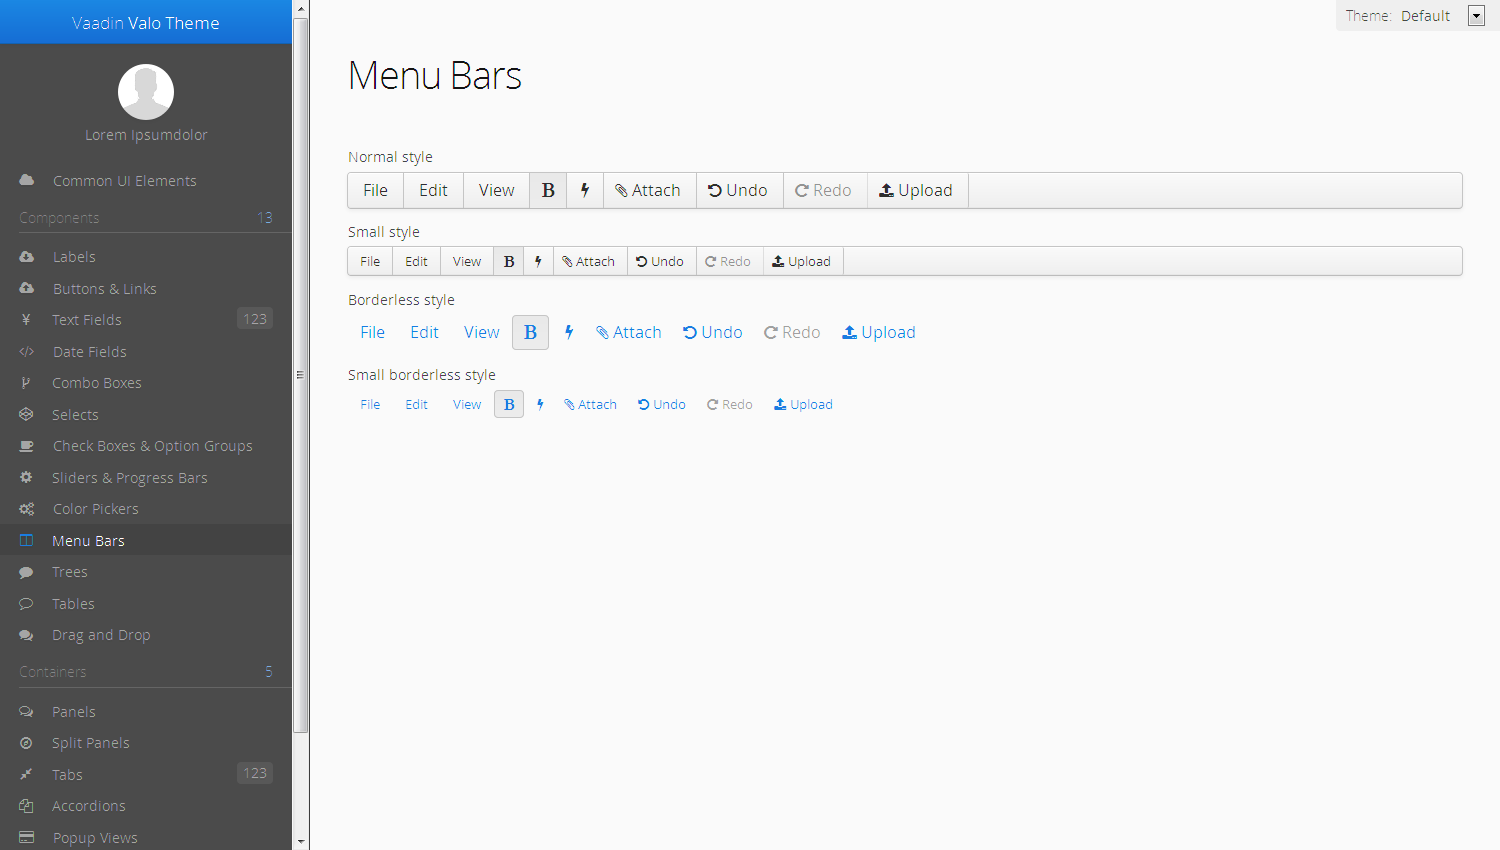 Vaadin Valo Theme
Lorem Ipsumdolor
Common UI Elements
Components 13
Labels
Buttons & Links
¥ Text Fields 123
</> Date Fields
Combo Boxes
Selects
Check Boxes & Option Groups
Sliders & Progress Bars
Color Pickers
Menu Bars
Trees
Tables
Drag and Drop
Containers 5
Panels
Split Panels
Tabs 123
Accordions
Popup Views
Theme: Default
Menu Bars
Normal style
File Edit View B Attach Undo Redo Upload
Small style
File Edit View B Attach Undo Redo Upload
Borderless style
File Edit View B Attach Undo Redo Upload
Small borderless style
File Edit View B Attach Undo Redo Upload